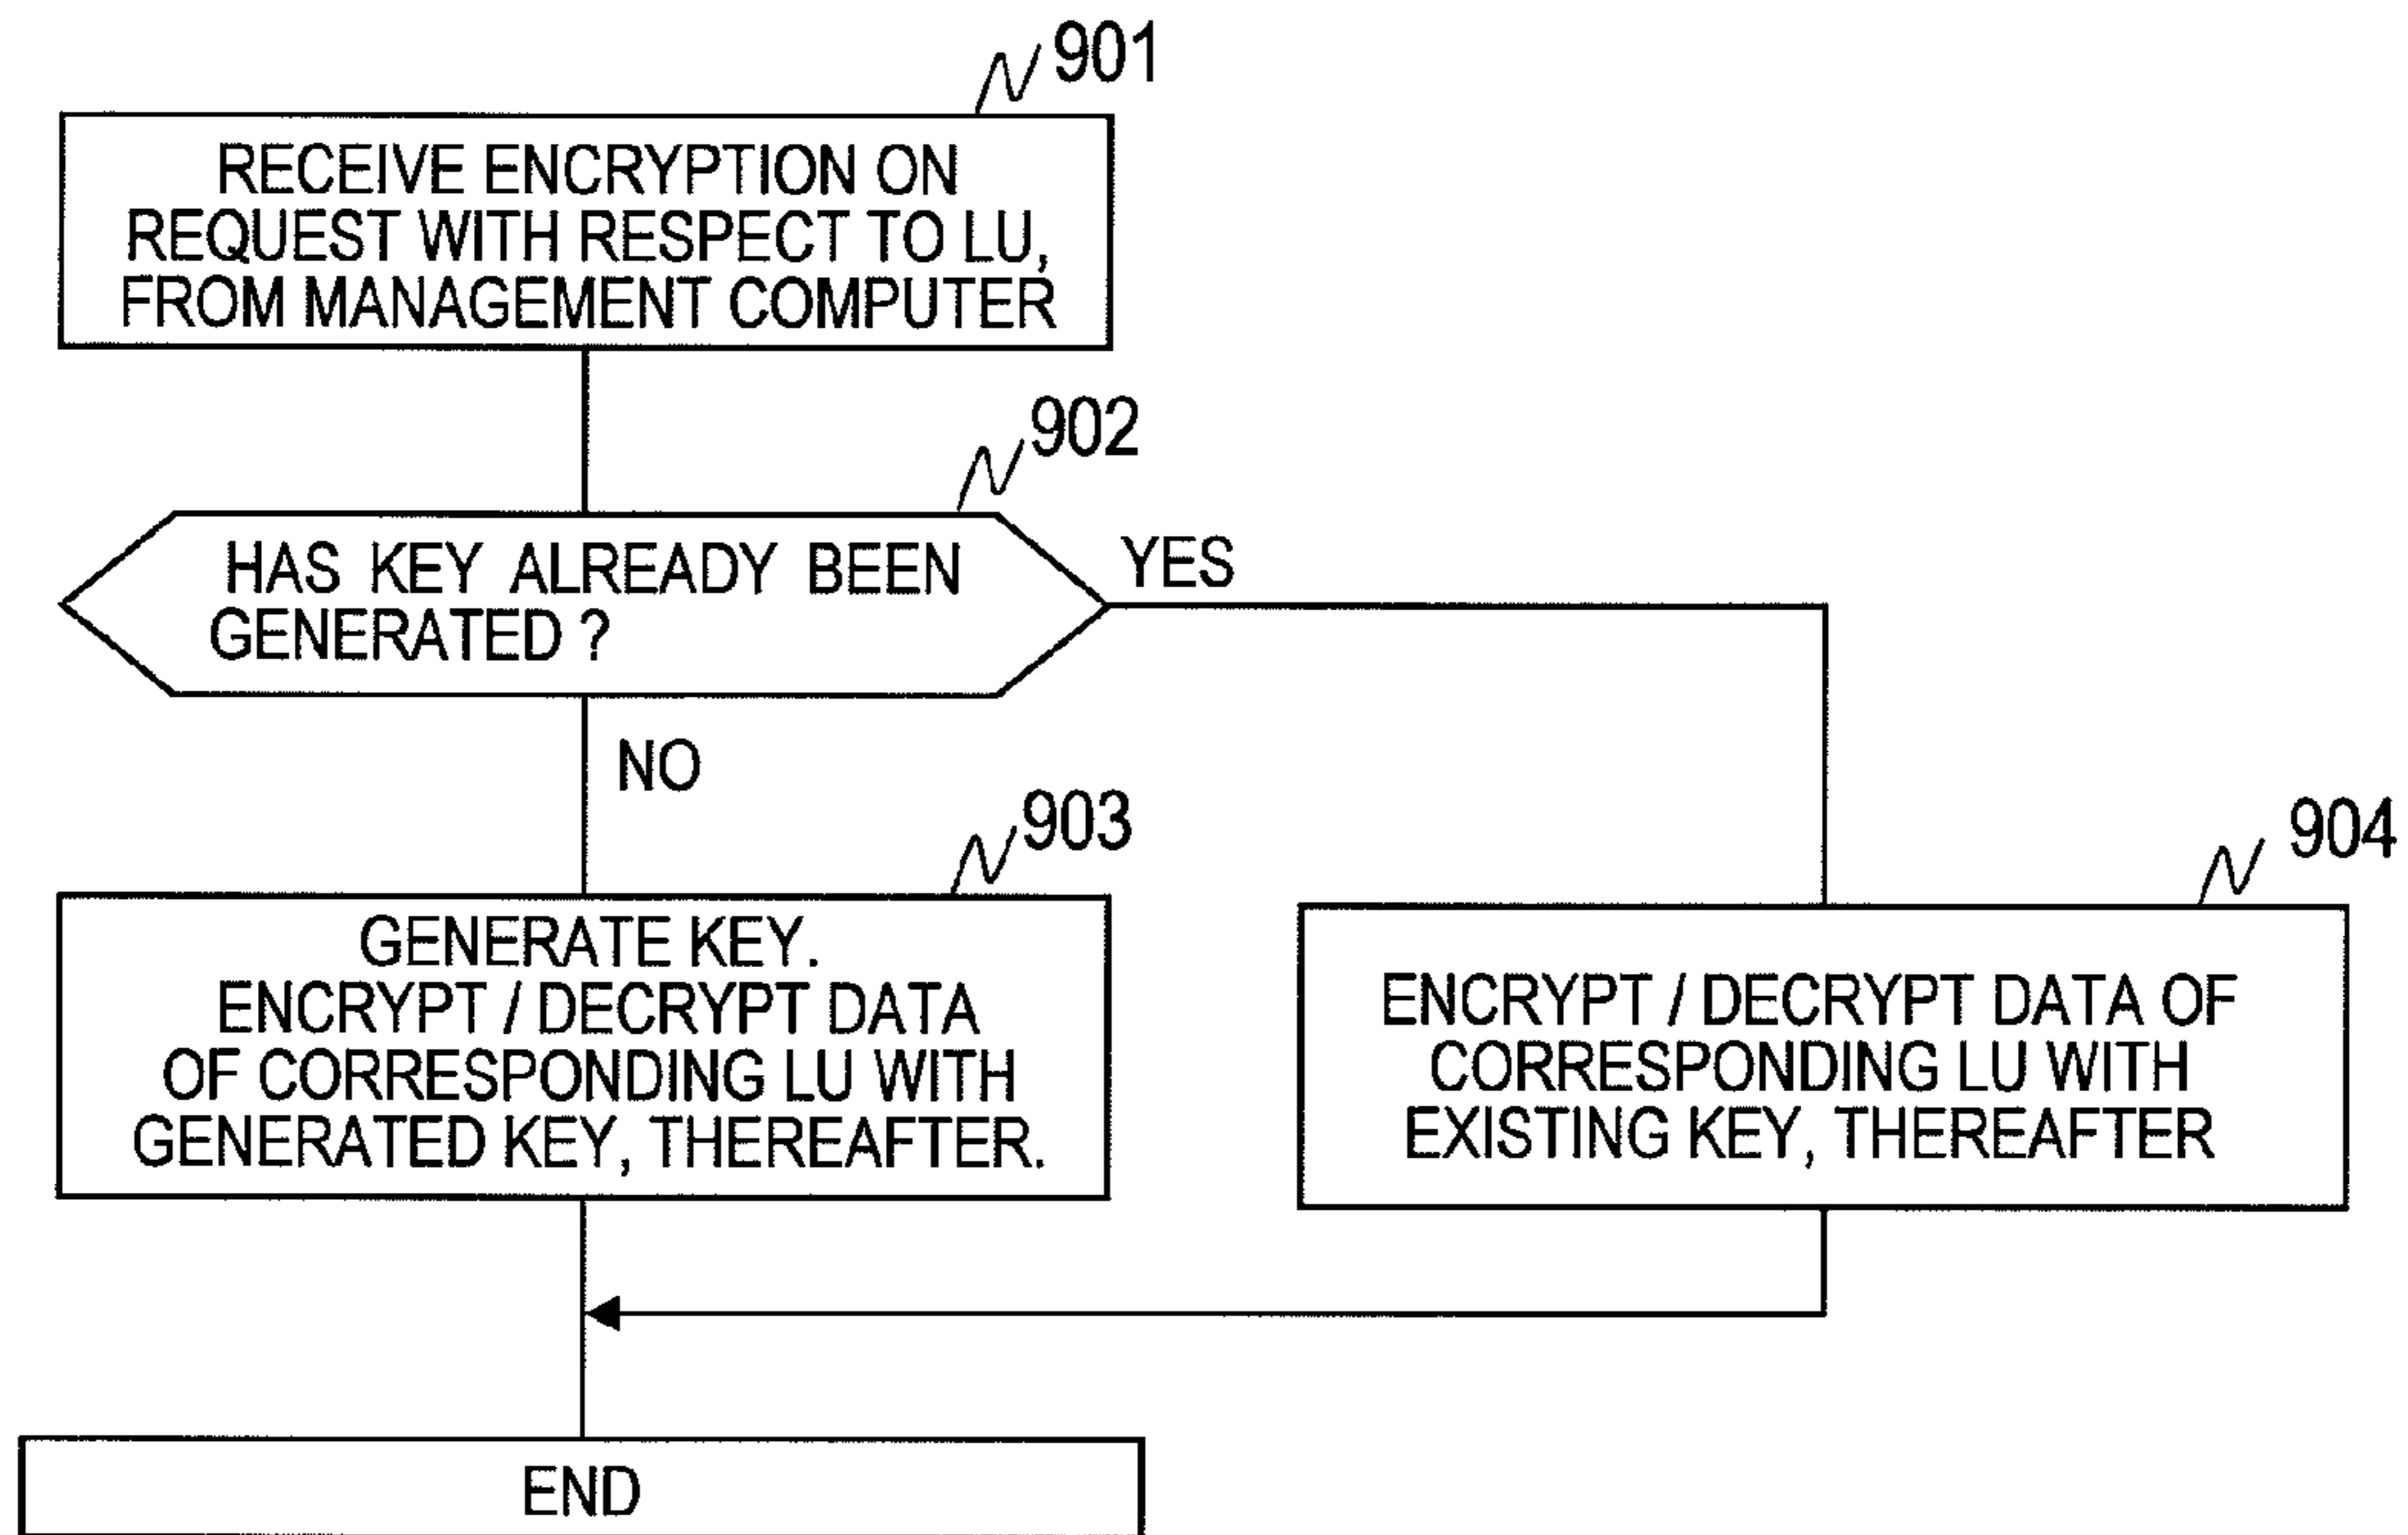 901
RECEIVE ENCRYPTION ON
REQUEST WITH RESPECT TO LU,
FROM MANAGEMENT COMPUTER
902
HAS KEY ALREADY BEEN
GENERATED ?
YES
NO
903
GENERATE KEY.
ENCRYPT / DECRYPT DATA
OF CORRESPONDING LU WITH
GENERATED KEY, THEREAFTER.
904
ENCRYPT / DECRYPT DATA OF
CORRESPONDING LU WITH
EXISTING KEY, THEREAFTER
END